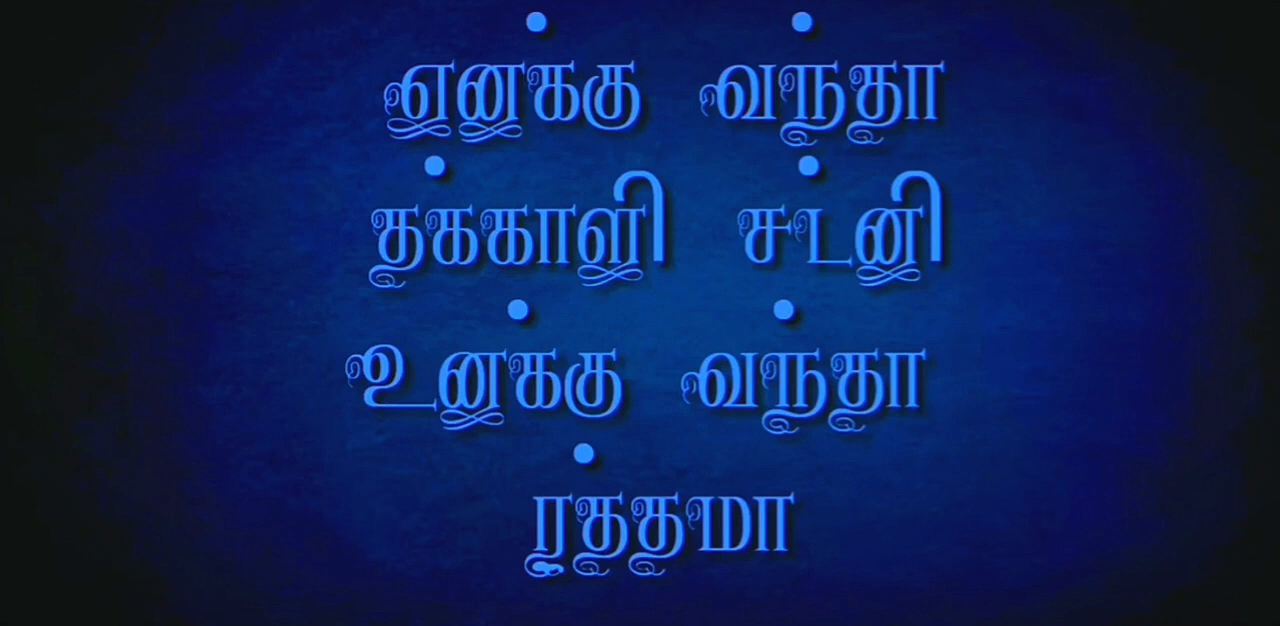 எனக்கு வந்தா
தக்காளி சட்னி
உனக்கு வந்தா
ரத்தமா